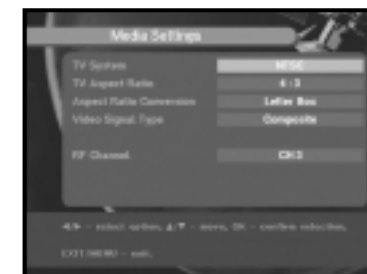 Media Settings
TV System NTSC
TV Aspect Ratio 4:3
Aspect Ratio Conversion Letter Box
Video Signal Type Composite
RF Channel CH3
◄/► - select option, ▲/▼ - move, OK - confirm selection,
EXIT/MENU - exit.